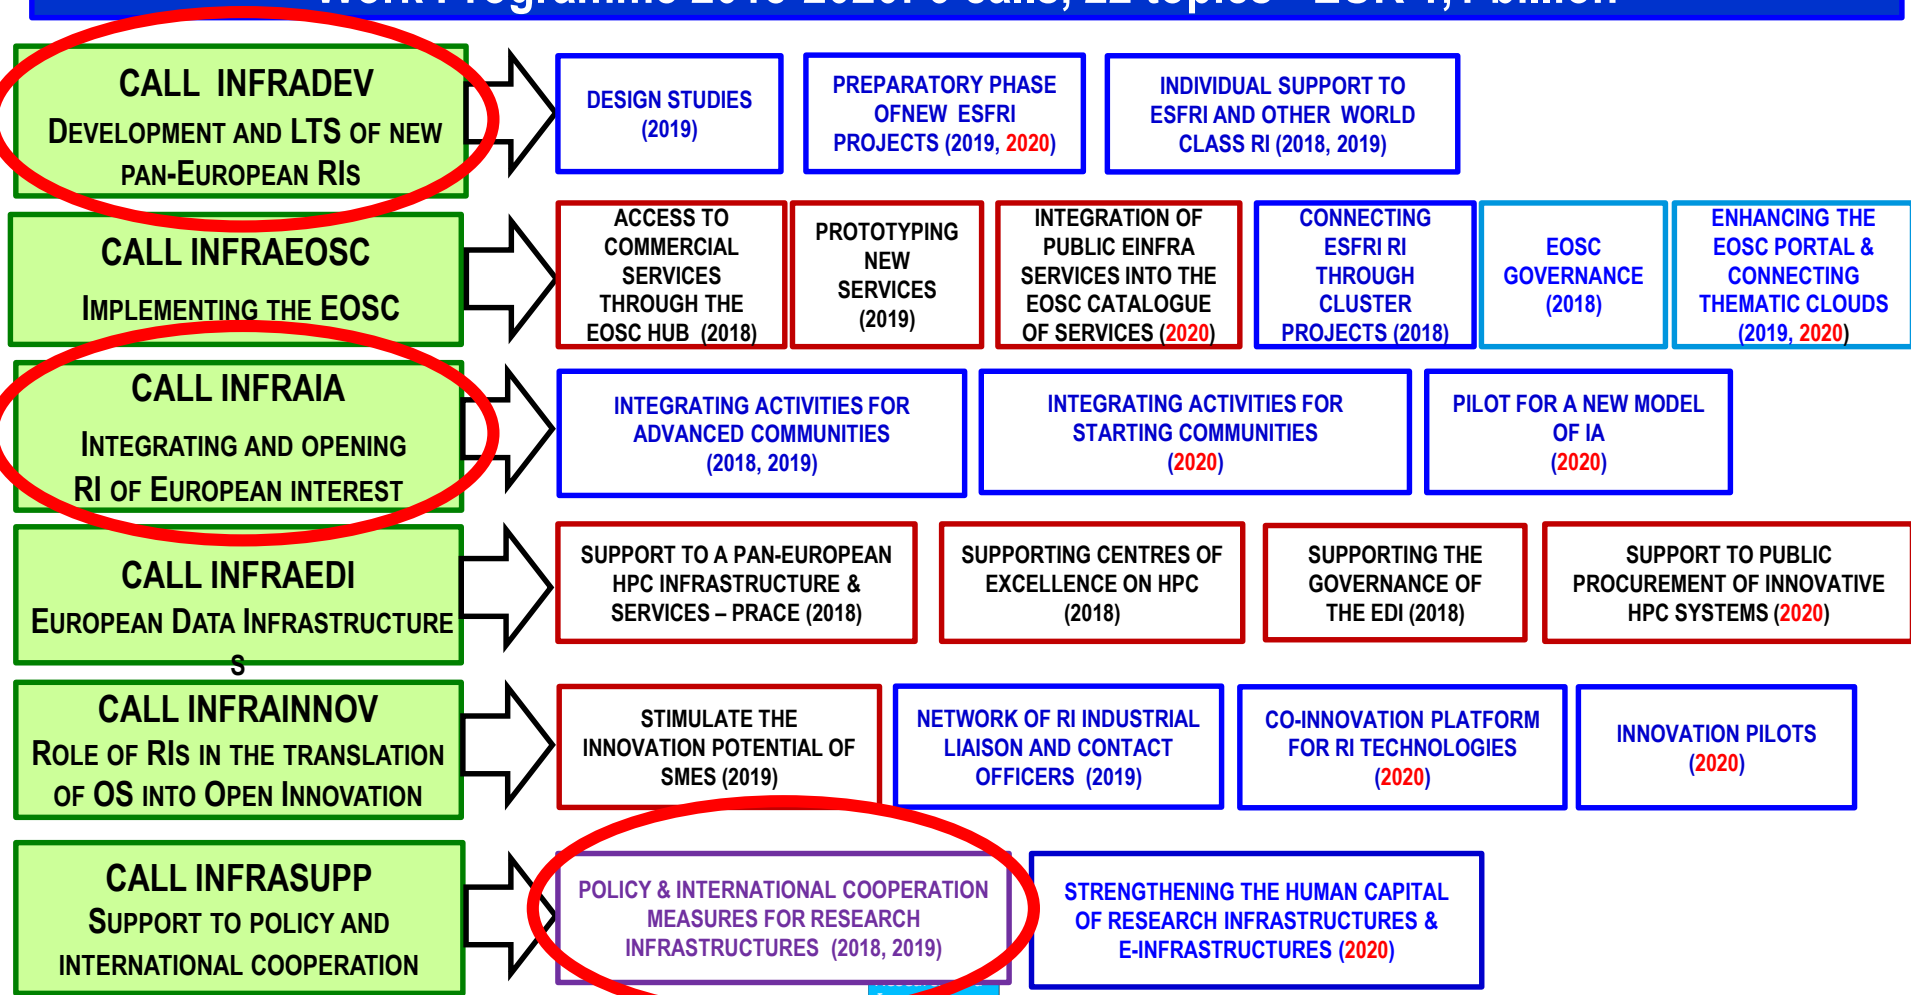 CALL INFRADEV
DEVELOPMENT AND LTS OF NEW
PAN-EUROPEAN RIS
DESIGN STUDIES
(2019)
PREPARATORY PHASE
OFNEW ESFRI
PROJECTS (2019, 2020)
INDIVIDUAL SUPPORT TO
ESFRI AND OTHER WORLD
CLASS RI (2018, 2019)
CALL INFRAEOSC
IMPLEMENTING THE EOSC
ACCESS TO
COMMERCIAL
SERVICES
THROUGH THE
EOSC HUB (2018)
PROTOTYPING
NEW
SERVICES
(2019)
INTEGRATION OF
PUBLIC EINFRA
SERVICES INTO THE
EOSC CATALOGUE
OF SERVICES (2020)
CONNECTING
ESFRI RI
THROUGH
CLUSTER
PROJECTS (2018)
EOSC
GOVERNANCE
(2018)
ENHANCING THE
EOSC PORTAL &
CONNECTING
THEMATIC CLOUDS
(2019, 2020)
CALL INFRAIA
INTEGRATING AND OPENING
RI OF EUROPEAN INTEREST
INTEGRATING ACTIVITIES FOR
ADVANCED COMMUNITIES
(2018, 2019)
INTEGRATING ACTIVITIES FOR
STARTING COMMUNITIES
(2020)
PILOT FOR A NEW MODEL
OF IA
(2020)
CALL INFRAEDI
EUROPEAN DATA INFRASTRUCTURE
S
SUPPORT TO A PAN-EUROPEAN
HPC INFRASTRUCTURE &
SERVICES – PRACE (2018)
SUPPORTING CENTRES OF
EXCELLENCE ON HPC
(2018)
SUPPORTING THE
GOVERNANCE OF
THE EDI (2018)
SUPPORT TO PUBLIC
PROCUREMENT OF INNOVATIVE
HPC SYSTEMS (2020)
CALL INFRAINNOV
ROLE OF RIS IN THE TRANSLATION
OF OS INTO OPEN INNOVATION
STIMULATE THE
INNOVATION POTENTIAL OF
SMES (2019)
NETWORK OF RI INDUSTRIAL
LIAISON AND CONTACT
OFFICERS (2019)
CO-INNOVATION PLATFORM
FOR RI TECHNOLOGIES
(2020)
INNOVATION PILOTS
(2020)
CALL INFRASUPP
SUPPORT TO POLICY AND
INTERNATIONAL COOPERATION
POLICY & INTERNATIONAL COOPERATION
MEASURES FOR RESEARCH
INFRASTRUCTURES (2018, 2019)
STRENGTHENING THE HUMAN CAPITAL
OF RESEARCH INFRASTRUCTURES &
E-INFRASTRUCTURES (2020)